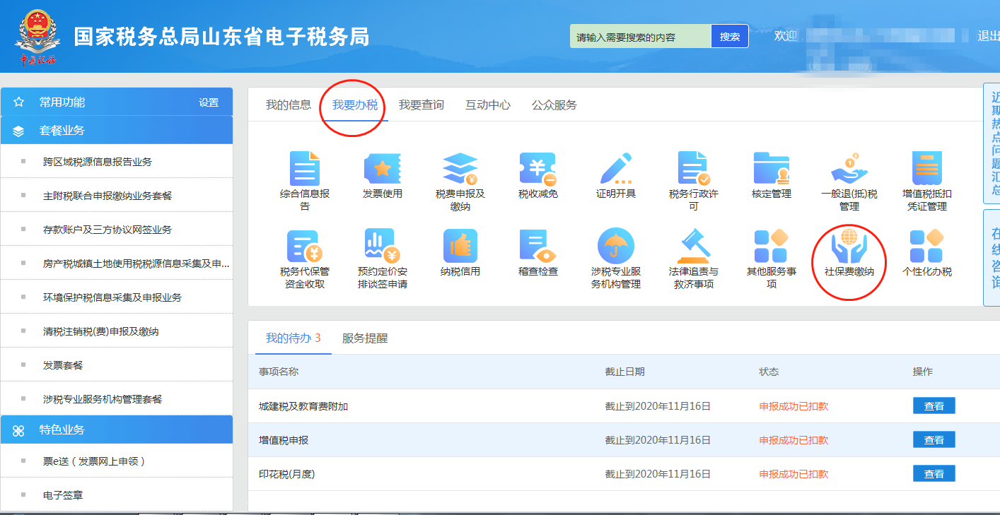 国家税务总局山东省电子税务局
中国税务
请输入需要搜索的内容
搜索
欢迎
退出
常用功能
设置
套餐业务
跨区域税源信息报告业务
主附税联合申报缴纳业务套餐
存款账户及三方协议网签业务
房产税城镇土地使用税税源信息采集及申...
环境保护税信息采集及申报业务
清税注销税(费)申报及缴纳
发票套餐
涉税专业服务机构管理套餐
特色业务
票e送（发票网上申领）
电子签章
我的信息
我要办税
我要查询
互动中心
公众服务
综合信息报
告
发票使用
税费申报及
缴纳
税收减免
证明开具
税务行政许
可
核定管理
一般退(抵)税
管理
增值税抵扣
凭证管理
税务代保管
资金收取
预约定价安
排谈签申请
纳税信用
稽查检查
涉税专业服
务机构管理
法律追责与
救济事项
其他服务事
项
社保费缴纳
个性化办税
近期热点问题汇总
在线咨询
我的待办 3
服务提醒
事项名称
截止日期
状态
操作
城建税及教育费附加
截止到2020年11月16日
申报成功已扣款
查看
增值税申报
截止到2020年11月16日
申报成功已扣款
查看
印花税(月度)
截止到2020年11月16日
申报成功已扣款
查看